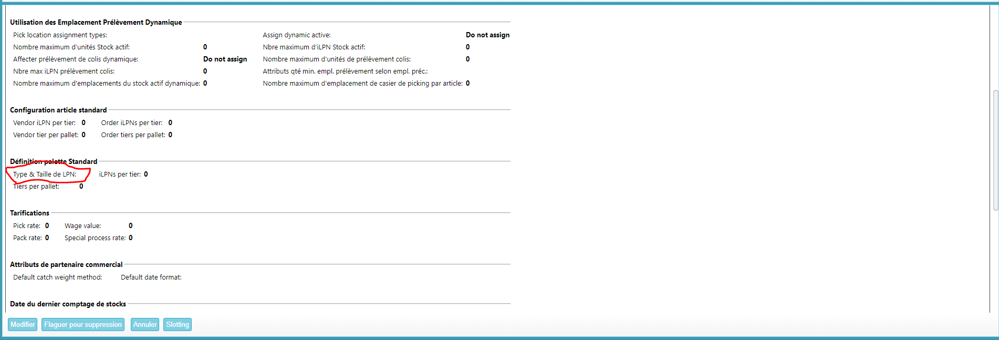 Utilisation des Emplacement Prélèvement Dynamique
Pick location assignment types: Assign dynamic active: Do not assign
Nombre maximum d'unités Stock actif: 0 Nbre maximum d'iLPN Stock actif: 0
Affecter prélèvement de colis dynamique: Do not assign Nombre maximum d'unités de prélèvement colis: 0
Nbre max iLPN prélèvement colis: 0 Attributs qté min. empl. prélèvement selon empl. préc.:
Nombre maximum d'emplacements du stock actif dynamique: 0 Nombre maximum d'emplacement de casier de picking par article: 0
Configuration article standard
Vendor iLPN per tier: 0 Order iLPNs per tier: 0
Vendor tier per pallet: 0 Order tiers per pallet: 0
Définition palette Standard
Type & Taille de LPN: iLPNs per tier: 0
Tiers per pallet: 0
Tarifications
Pick rate: 0 Wage value: 0
Pack rate: 0 Special process rate: 0
Attributs de partenaire commercial
Default catch weight method: Default date format:
Date du dernier comptage de stocks
Modifier Flaguer pour suppression Annuler Slotting